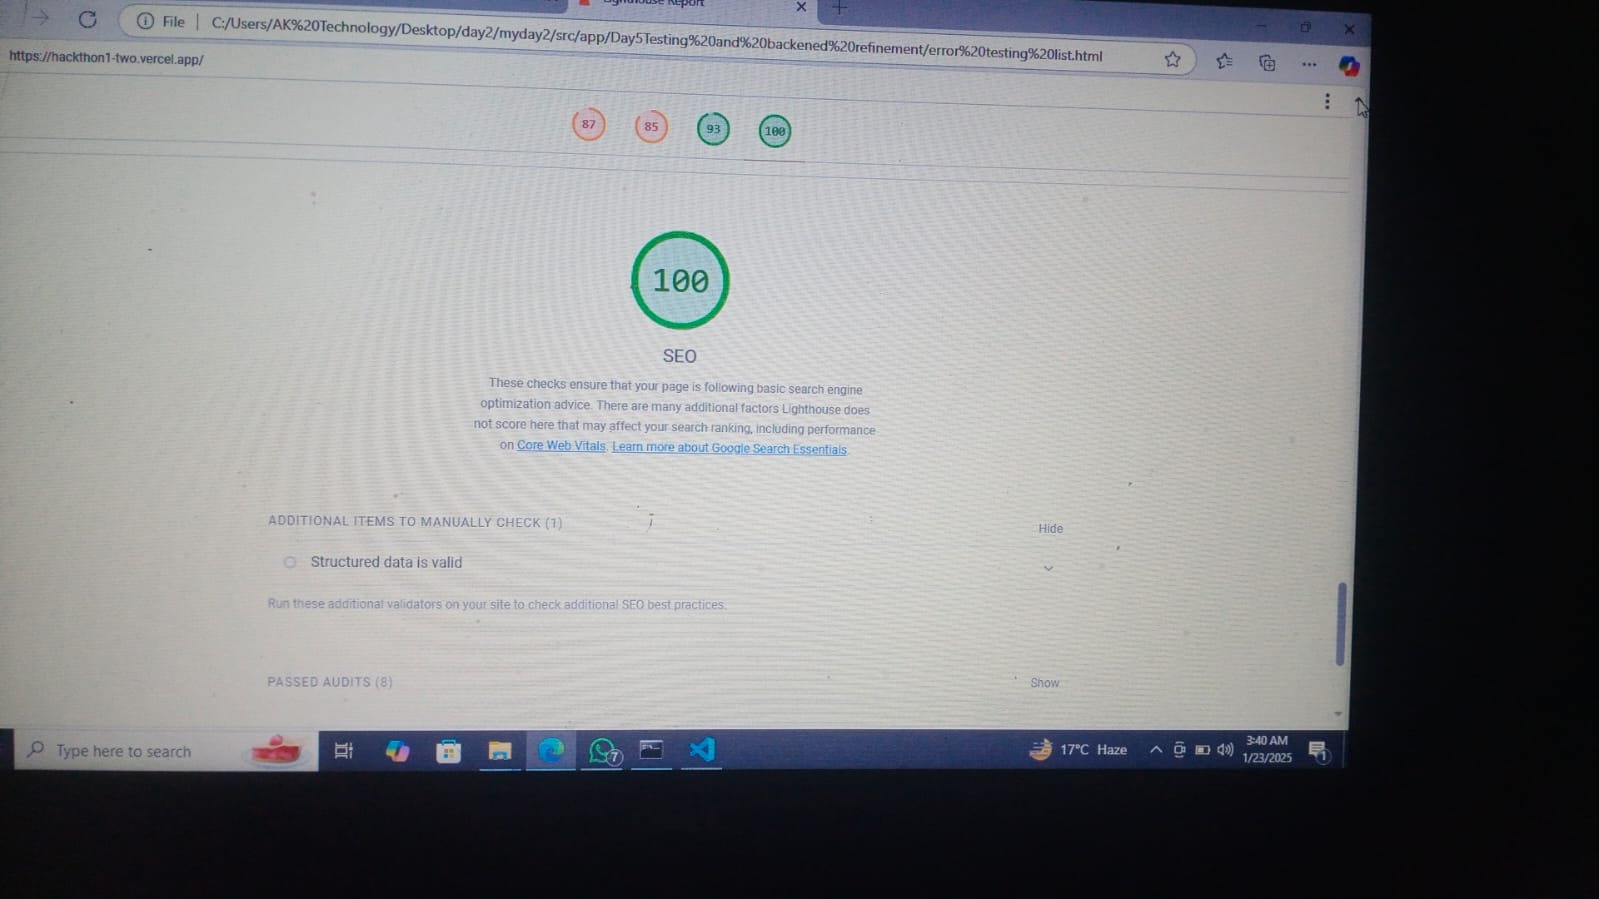 Lighthouse Report
File
C:/Users/AK%20Technology/Desktop/day2/myday2/src/app/Day5Testing%20and%20backened%20refinement/error%20testing%20list.html
https://hackthon1-two.vercel.app/
87
85
93
100
100
SEO
These checks ensure that your page is following basic search engine
optimization advice. There are many additional factors Lighthouse does
not score here that may affect your search ranking, including performance
on Core Web Vitals. Learn more about Google Search Essentials.
ADDITIONAL ITEMS TO MANUALLY CHECK (1)
Hide
Structured data is valid
Run these additional validators on your site to check additional SEO best practices.
PASSED AUDITS (8)
Show
Type here to search
7
17°C Haze
3:40 AM
1/23/2025
1